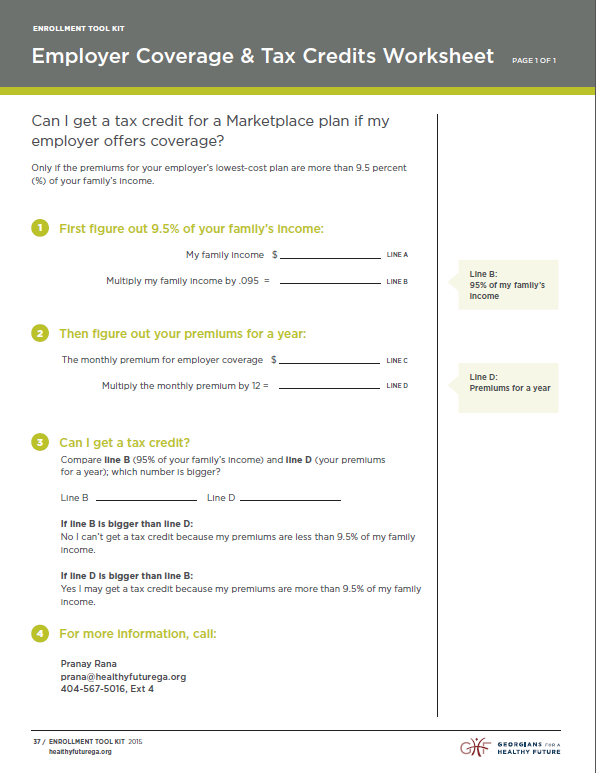 ENROLLMENT TOOL KIT
Employer Coverage & Tax Credits Worksheet PAGE 1 OF 1
Can I get a tax credit for a Marketplace plan if my
employer offers coverage?
Only if the premiums for your employer's lowest-cost plan are more than 9.5 percent
(%) of your family's income.
1 First figure out 9.5% of your family's income:
My family income $ LINE A
Multiply my family income by .095 = LINE B
Line B:
95% of my family's
income
2 Then figure out your premiums for a year:
The monthly premium for employer coverage $ LINE C
Multiply the monthly premium by 12 = LINE D
Line D:
Premiums for a year
3 Can I get a tax credit?
Compare line B (95% of your family's income) and line D (your premiums
for a year); which number is bigger?
Line B Line D
If line B is bigger than line D:
No I can't get a tax credit because my premiums are less than 9.5% of my family
income.
If line D is bigger than line B:
Yes I may get a tax credit because my premiums are more than 9.5% of my family
income.
4 For more information, call:
Pranay Rana
prana@healthyfuturega.org
404-567-5016, Ext 4
37 / ENROLLMENT TOOL KIT 2015
healthyfuturega.org
GHF GEORGIANS FOR A
HEALTHY FUTURE